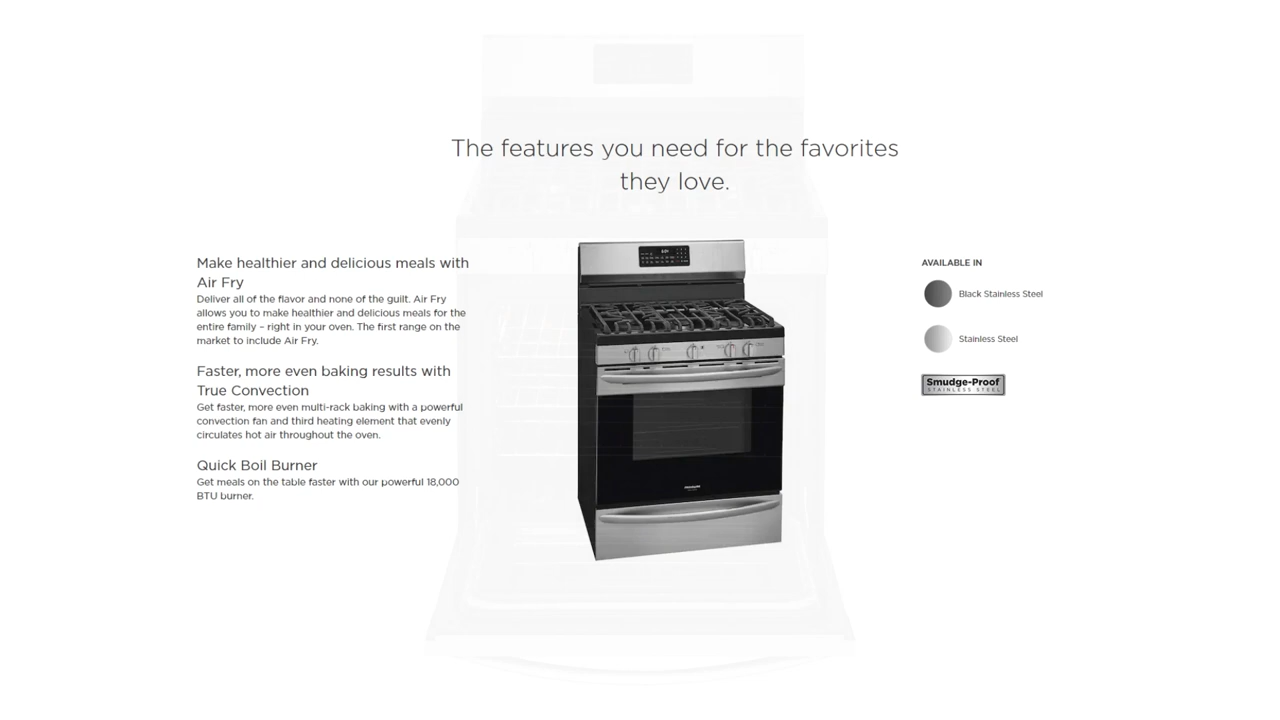 The features you need for the favorites
they love.
Make healthier and delicious meals with
Air Fry
Deliver all of the flavor and none of the guilt. Air Fry
allows you to make healthier and delicious meals for the
entire family – right in your oven. The first range on the
market to include Air Fry.
Faster, more even baking results with
True Convection
Get faster, more even multi-rack baking with a powerful
convection fan and third heating element that evenly
circulates hot air throughout the oven.
Quick Boil Burner
Get meals on the table faster with our powerful 18,000
BTU burner.
FRIGIDAIRE
AVAILABLE IN
Black Stainless Steel
Stainless Steel
Smudge-Proof
STAINLESS STEEL